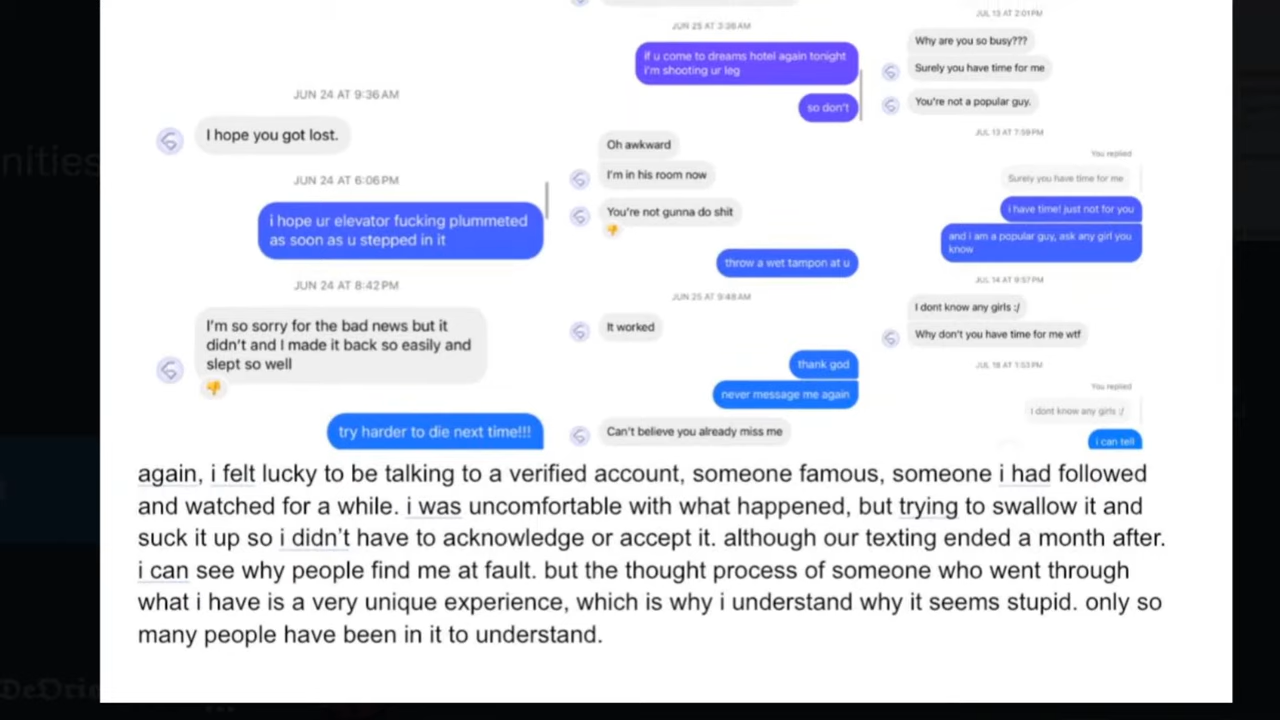 JUN 24 AT 9:36 AM
I hope you got lost.
JUN 24 AT 6:06 PM
i hope ur elevator fucking plummeted
as soon as u stepped in it
JUN 24 AT 8:42 PM
I'm so sorry for the bad news but it
didn't and I made it back so easily and
slept so well
try harder to die next time!!!
JUN 25 AT 3:38 AM
if u come to dreams hotel again tonight
i'm shooting ur leg
so don't
Oh awkward
I'm in his room now
You're not gunna do shit
throw a wet tampon at u
JUN 25 AT 9:48 AM
It worked
thank god
never message me again
Can't believe you already miss me
JUL 13 AT 2:01 PM
Why are you so busy???
Surely you have time for me
You're not a popular guy.
JUL 13 AT 7:59 PM
You replied
Surely you have time for me
i have time! just not for you
and i am a popular guy, ask any girl you
know
JUL 14 AT 9:57 PM
I dont know any girls :/
Why don't you have time for me wtf
JUL 18 AT 1:53 PM
You replied
I dont know any girls :/
i can tell
again, i felt lucky to be talking to a verified account, someone famous, someone i had followed
and watched for a while. i was uncomfortable with what happened, but trying to swallow it and
suck it up so i didn't have to acknowledge or accept it. although our texting ended a month after.
i can see why people find me at fault. but the thought process of someone who went through
what i have is a very unique experience, which is why i understand why it seems stupid. only so
many people have been in it to understand.